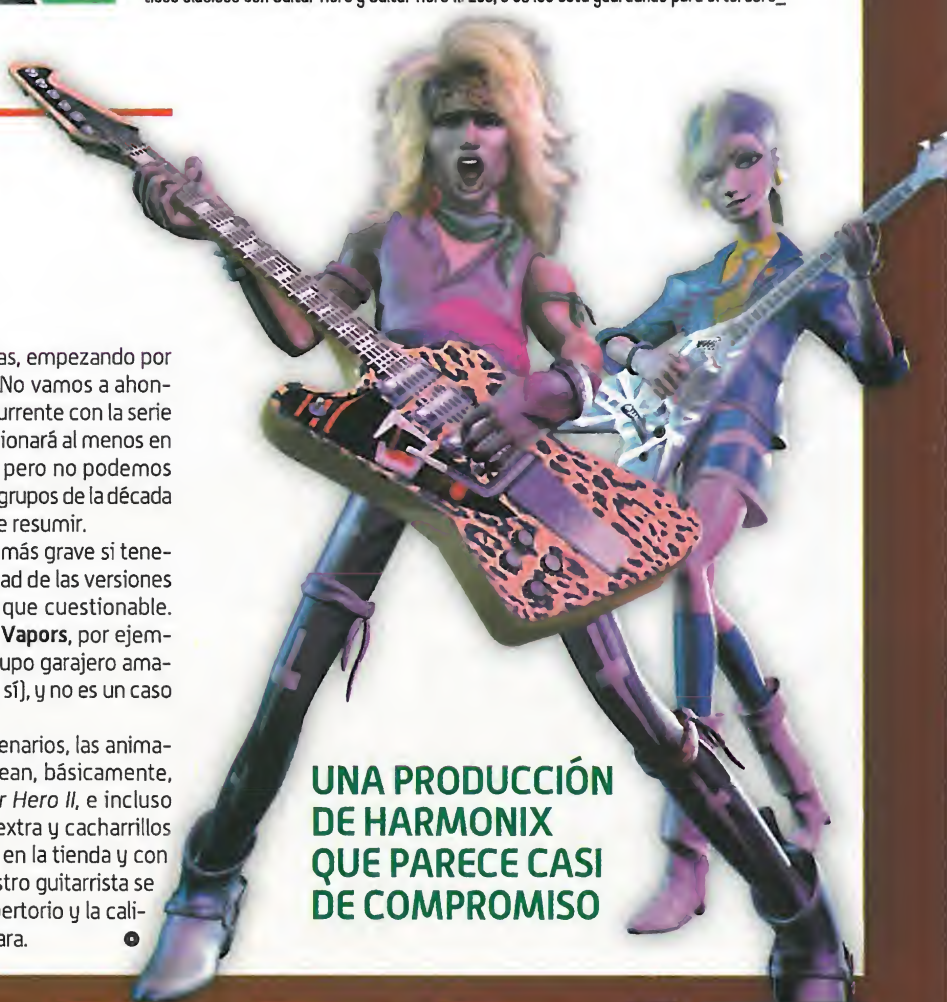 as, empezando por
No vamos a ahon-
urrente con la serie
ionará al menos en
pero no podemos
grupos de la década
e resumir.
más grave si tene-
ad de las versiones
que cuestionable.
Vapors, por ejem-
upo garajero ama-
sí), y no es un caso
enarios, las anima-
ean, básicamente,
r Hero II, e incluso
extra y cacharrillos
en la tienda y con
stro guitarrista se
pertorio y la cali-
ara.
UNA PRODUCCIÓN
DE HARMONIX
QUE PARECE CASI
DE COMPROMISO